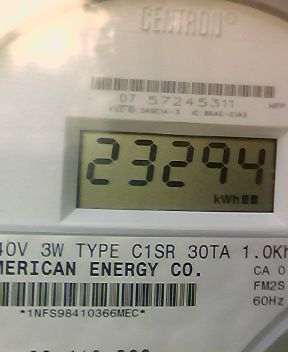 CENTRON®
07 57245311
23294
kWh
40V 3W TYPE C1SR 30TA 1.0Kh
MERICAN ENERGY CO.
CA 0
FM2S
60Hz
*1NFS98410366MEC*